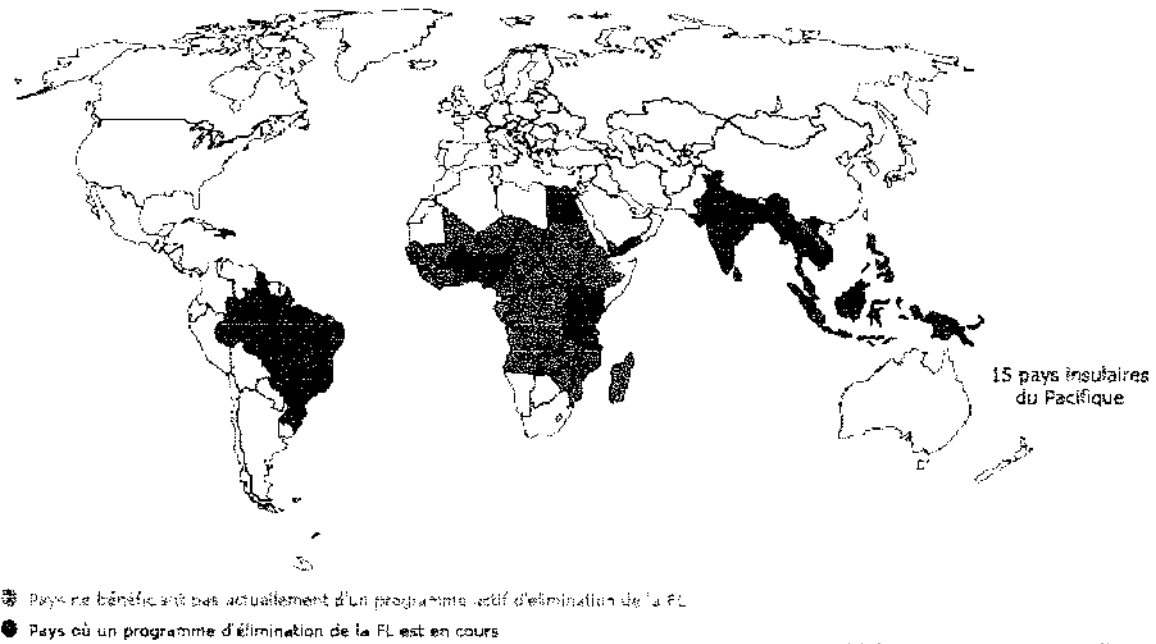 15 pays insulaires
du Pacifique
Pays ne bénéficiant pas actuellement d'un programme actif d'elimination de la FL
Pays où un programme d'élimination de la FL est en cours